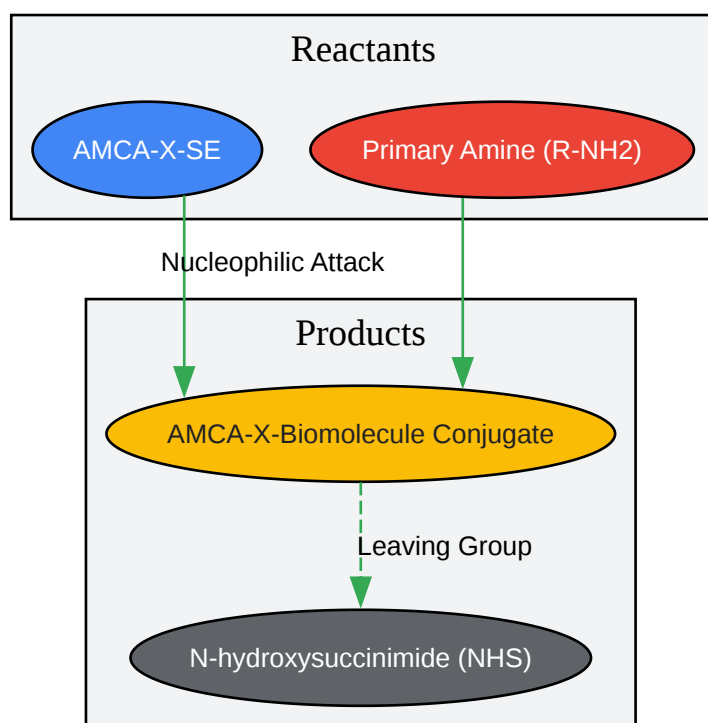 Reactants
AMCA-X-SE
Primary Amine (R-NH2)
Nucleophilic Attack
Products
AMCA-X-Biomolecule Conjugate
Leaving Group
N-hydroxysuccinimide (NHS)